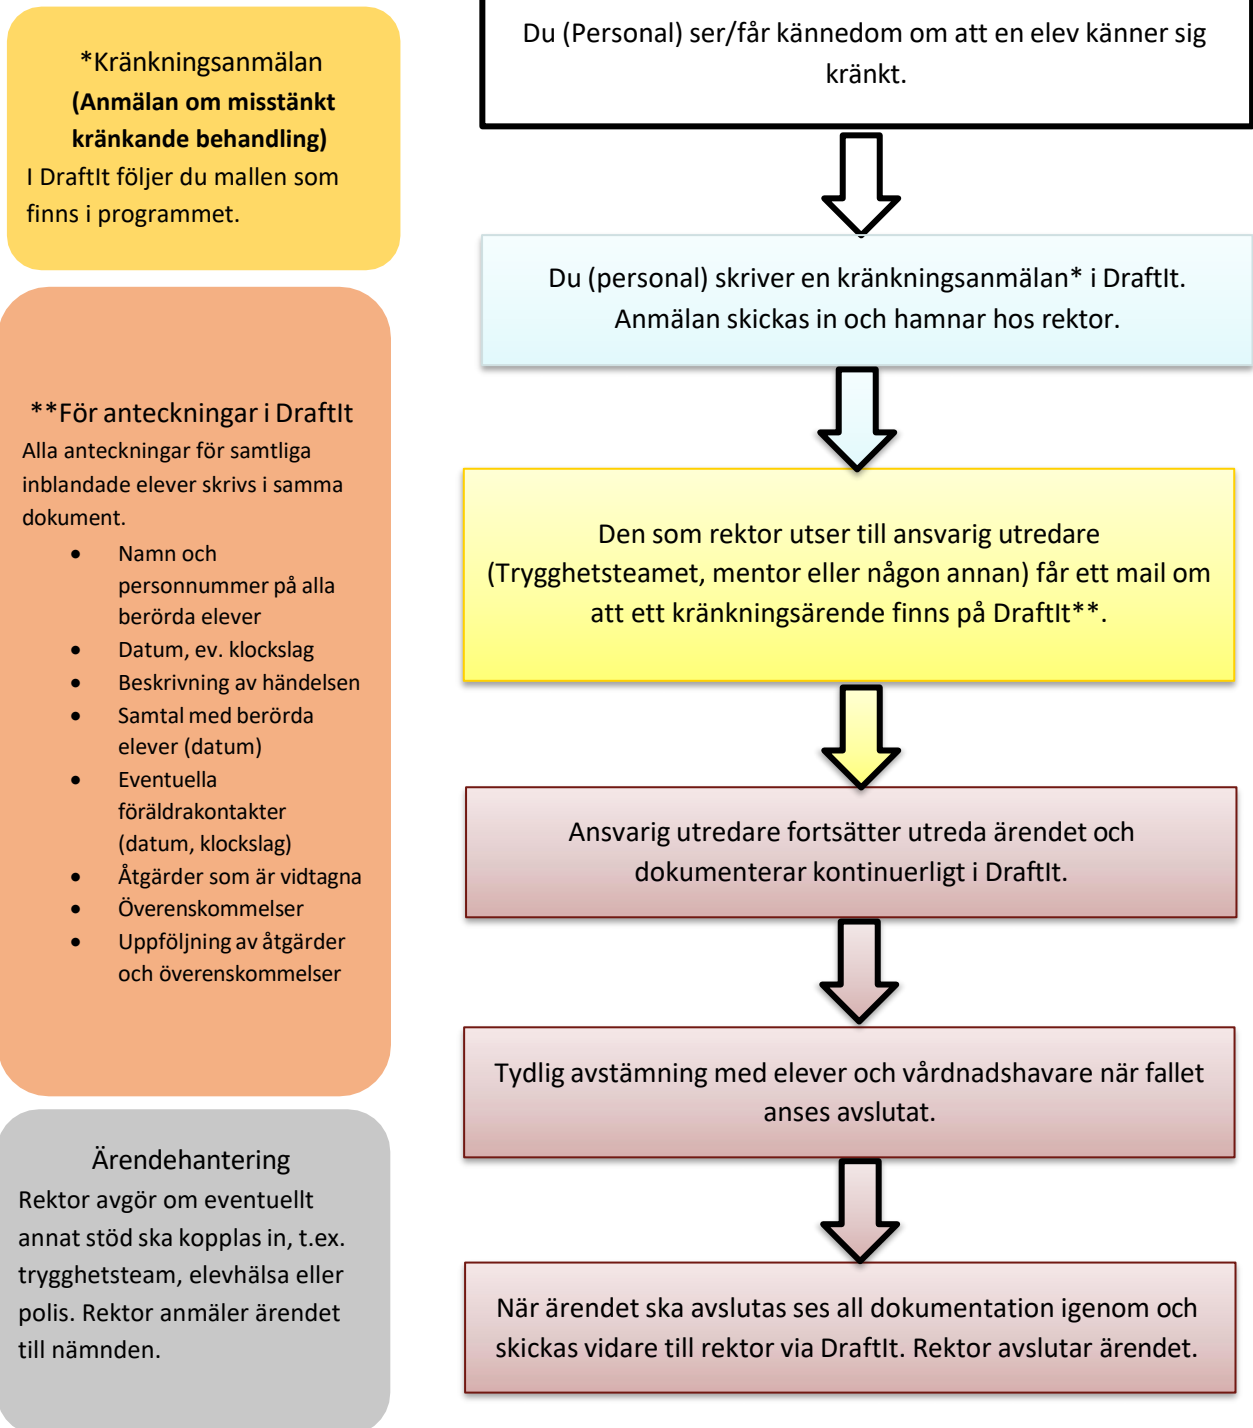 *Kränkningsanmälan
(Anmälan om misstänkt
kränkande behandling)
I DraftIt följer du mallen som
finns i programmet.
**För anteckningar i DraftIt
Alla anteckningar för samtliga
inblandade elever skrivs i samma
dokument.
• Namn och
personnummer på alla
berörda elever
• Datum, ev. klockslag
• Beskrivning av händelsen
• Samtal med berörda
elever (datum)
• Eventuella
föräldrakontakter
(datum, klockslag)
• Åtgärder som är vidtagna
• Överenskommelser
• Uppföljning av åtgärder
och överenskommelser
Ärendehantering
Rektor avgör om eventuellt
annat stöd ska kopplas in, t.ex.
trygghetsteam, elevhälsa eller
polis. Rektor anmäler ärendet
till nämnden.
Du (Personal) ser/får kännedom om att en elev känner sig
kränkt.
Du (personal) skriver en kränkningsanmälan* i DraftIt.
Anmälan skickas in och hamnar hos rektor.
Den som rektor utser till ansvarig utredare
(Trygghetsteamet, mentor eller någon annan) får ett mail om
att ett kränkningsärende finns på DraftIt**.
Ansvarig utredare fortsätter utreda ärendet och
dokumenterar kontinuerligt i DraftIt.
Tydlig avstämning med elever och vårdnadshavare när fallet
anses avslutat.
När ärendet ska avslutas ses all dokumentation igenom och
skickas vidare till rektor via DraftIt. Rektor avslutar ärendet.